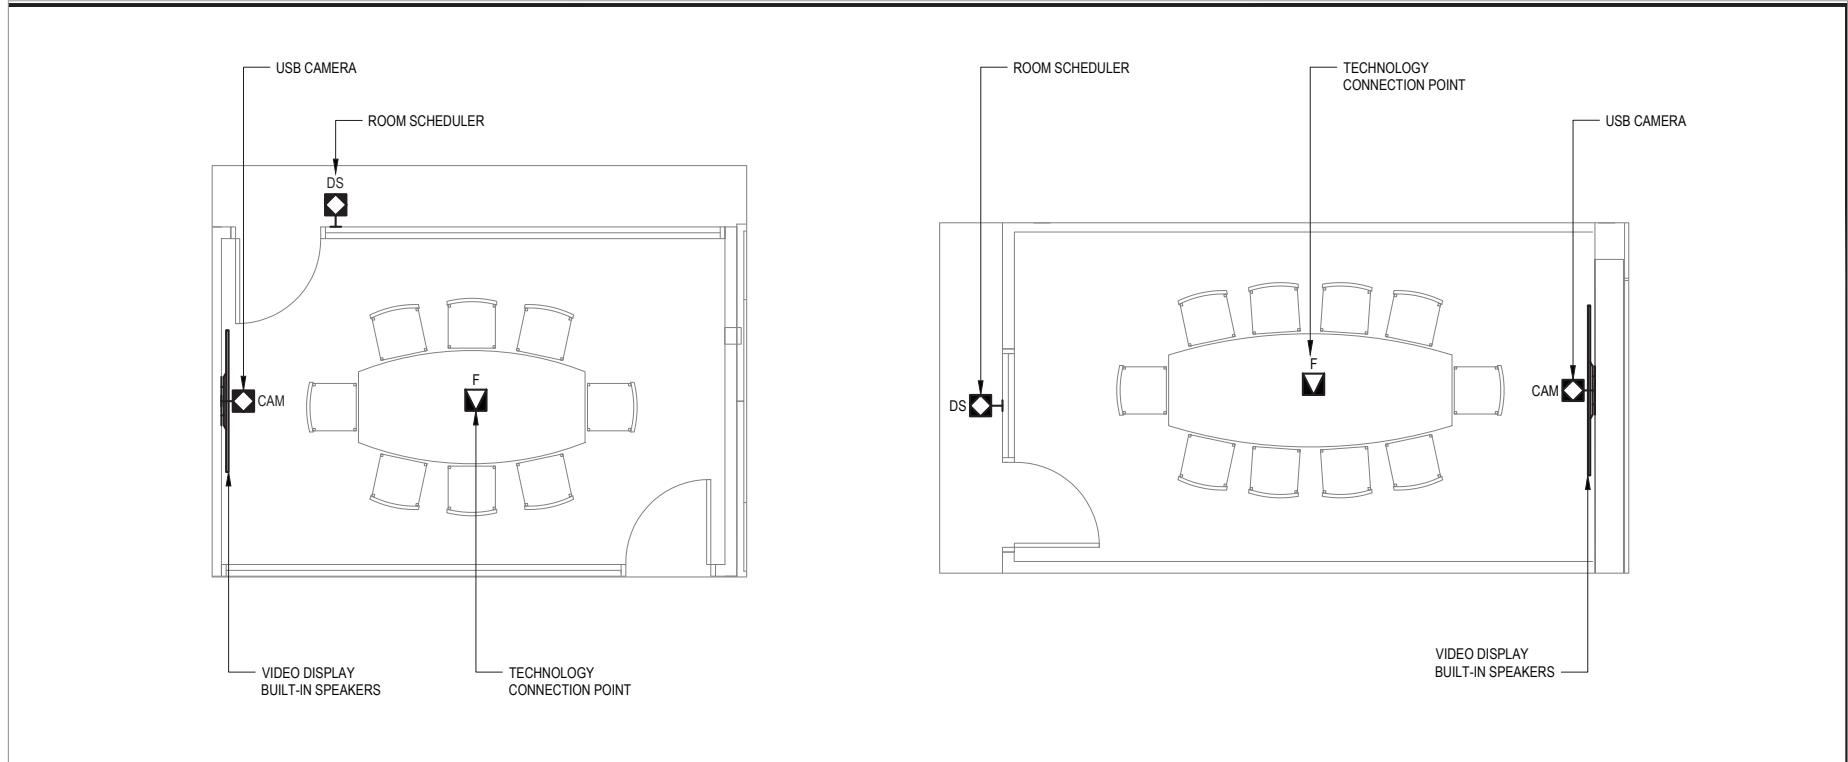 USB CAMERA
ROOM SCHEDULER
DS
CAM
F
VIDEO DISPLAY
BUILT-IN SPEAKERS
TECHNOLOGY
CONNECTION POINT
ROOM SCHEDULER
TECHNOLOGY
CONNECTION POINT
USB CAMERA
F
CAM
DS
VIDEO DISPLAY
BUILT-IN SPEAKERS